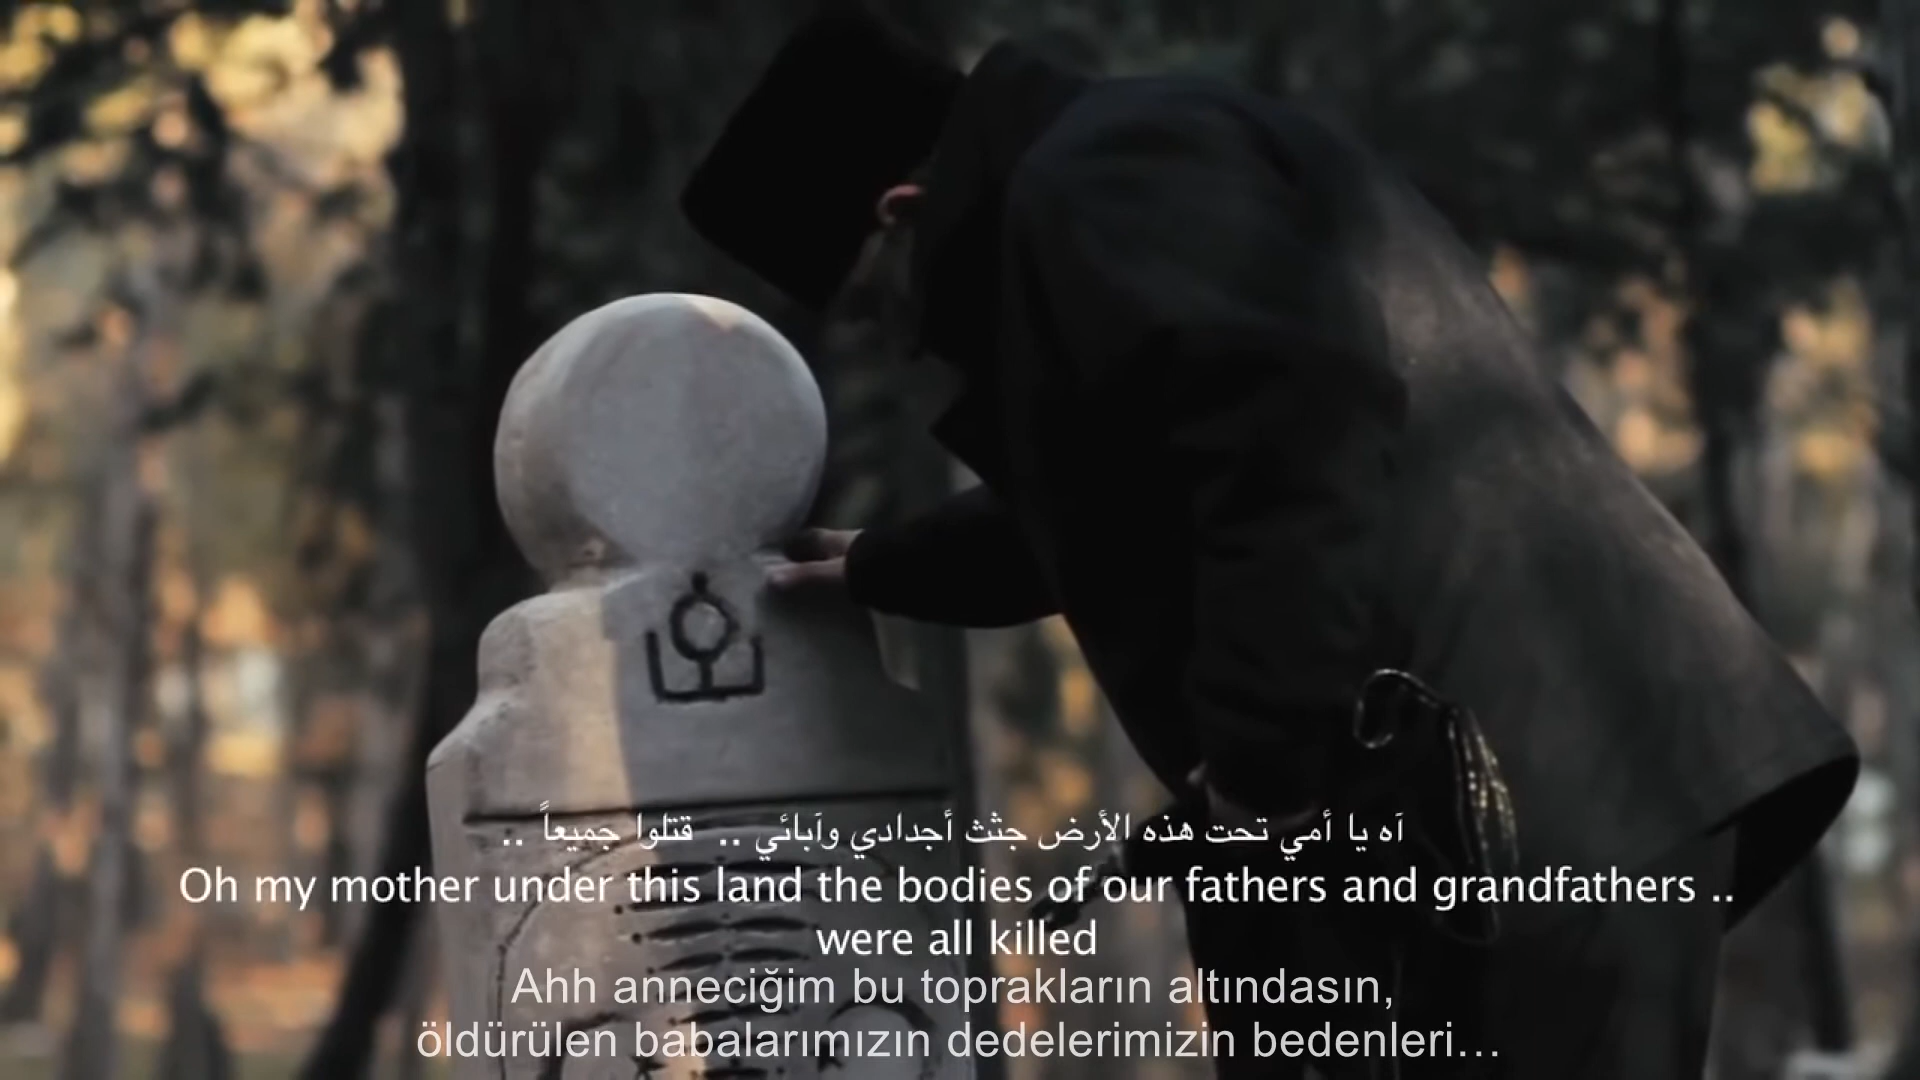 آه يا أمي تحت هذه الأرض جثث أجدادي وآبائي .. قتلوا جميعاً ..
Oh my mother under this land the bodies of our fathers and grandfathers ..
were all killed
Ahh anneciğim bu toprakların altındasın,
öldürülen babalarımızın dedelerimizin bedenleri…